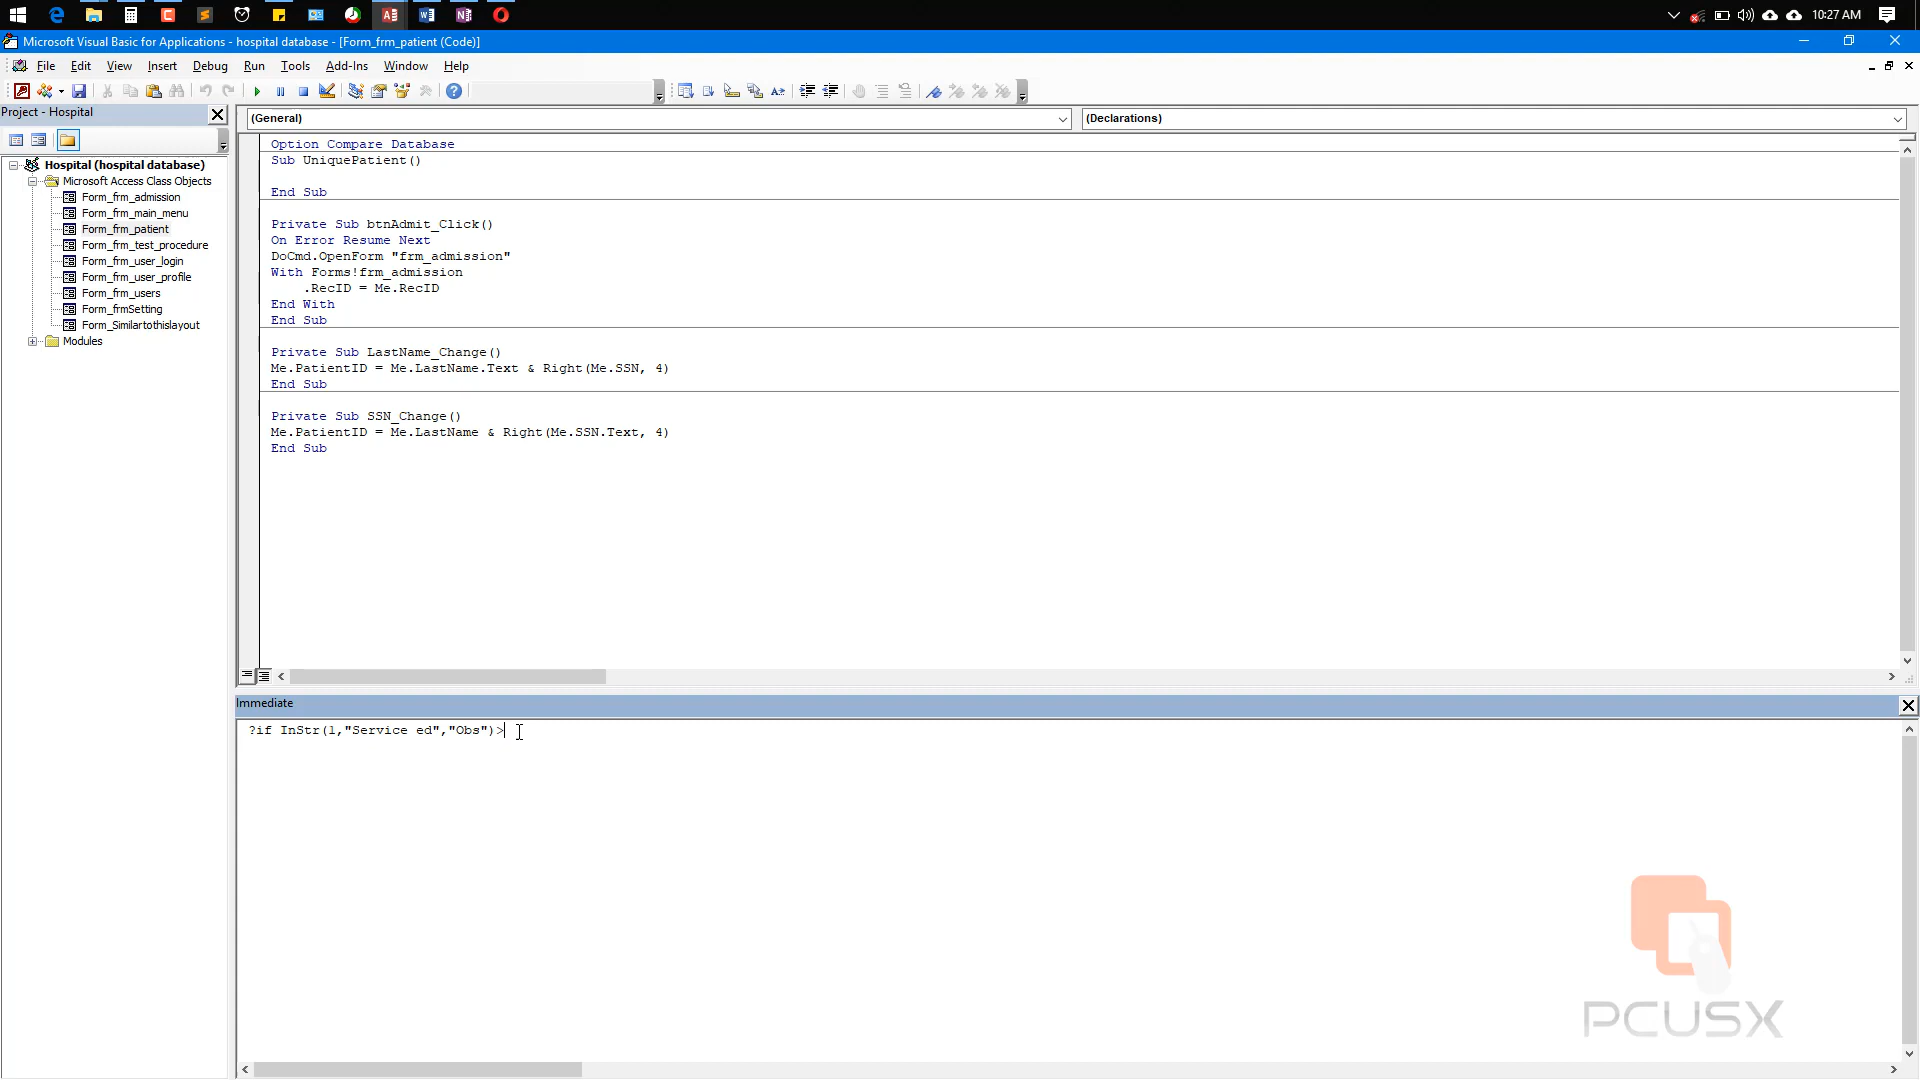 10:27 AM
Microsoft Visual Basic for Applications - hospital database - [Form_frm_patient (Code)]
File Edit View Insert Debug Run Tools Add-Ins Window Help
Project - Hospital
(General)
(Declarations)
Hospital (hospital database)
Microsoft Access Class Objects
Form_frm_admission
Form_frm_main_menu
Form_frm_patient
Form_frm_test_procedure
Form_frm_user_login
Form_frm_user_profile
Form_frm_users
Form_frmSetting
Form_Similartothislayout
Modules
Option Compare Database
Sub UniquePatient()
End Sub
Private Sub btnAdmit_Click()
On Error Resume Next
DoCmd.OpenForm "frm_admission"
With Forms!frm_admission
.RecID = Me.RecID
End With
End Sub
Private Sub LastName_Change()
Me.PatientID = Me.LastName.Text & Right(Me.SSN, 4)
End Sub
Private Sub SSN_Change()
Me.PatientID = Me.LastName & Right(Me.SSN.Text, 4)
End Sub
Immediate
?if InStr(1,"Service ed","Obs")>
PCUSX